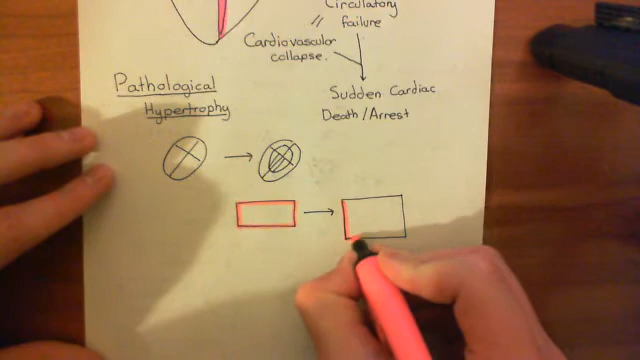 Circulatory
failure
Cardiovascular
collapse.
Sudden Cardiac
Death/Arrest
Pathological
Hypertrophy